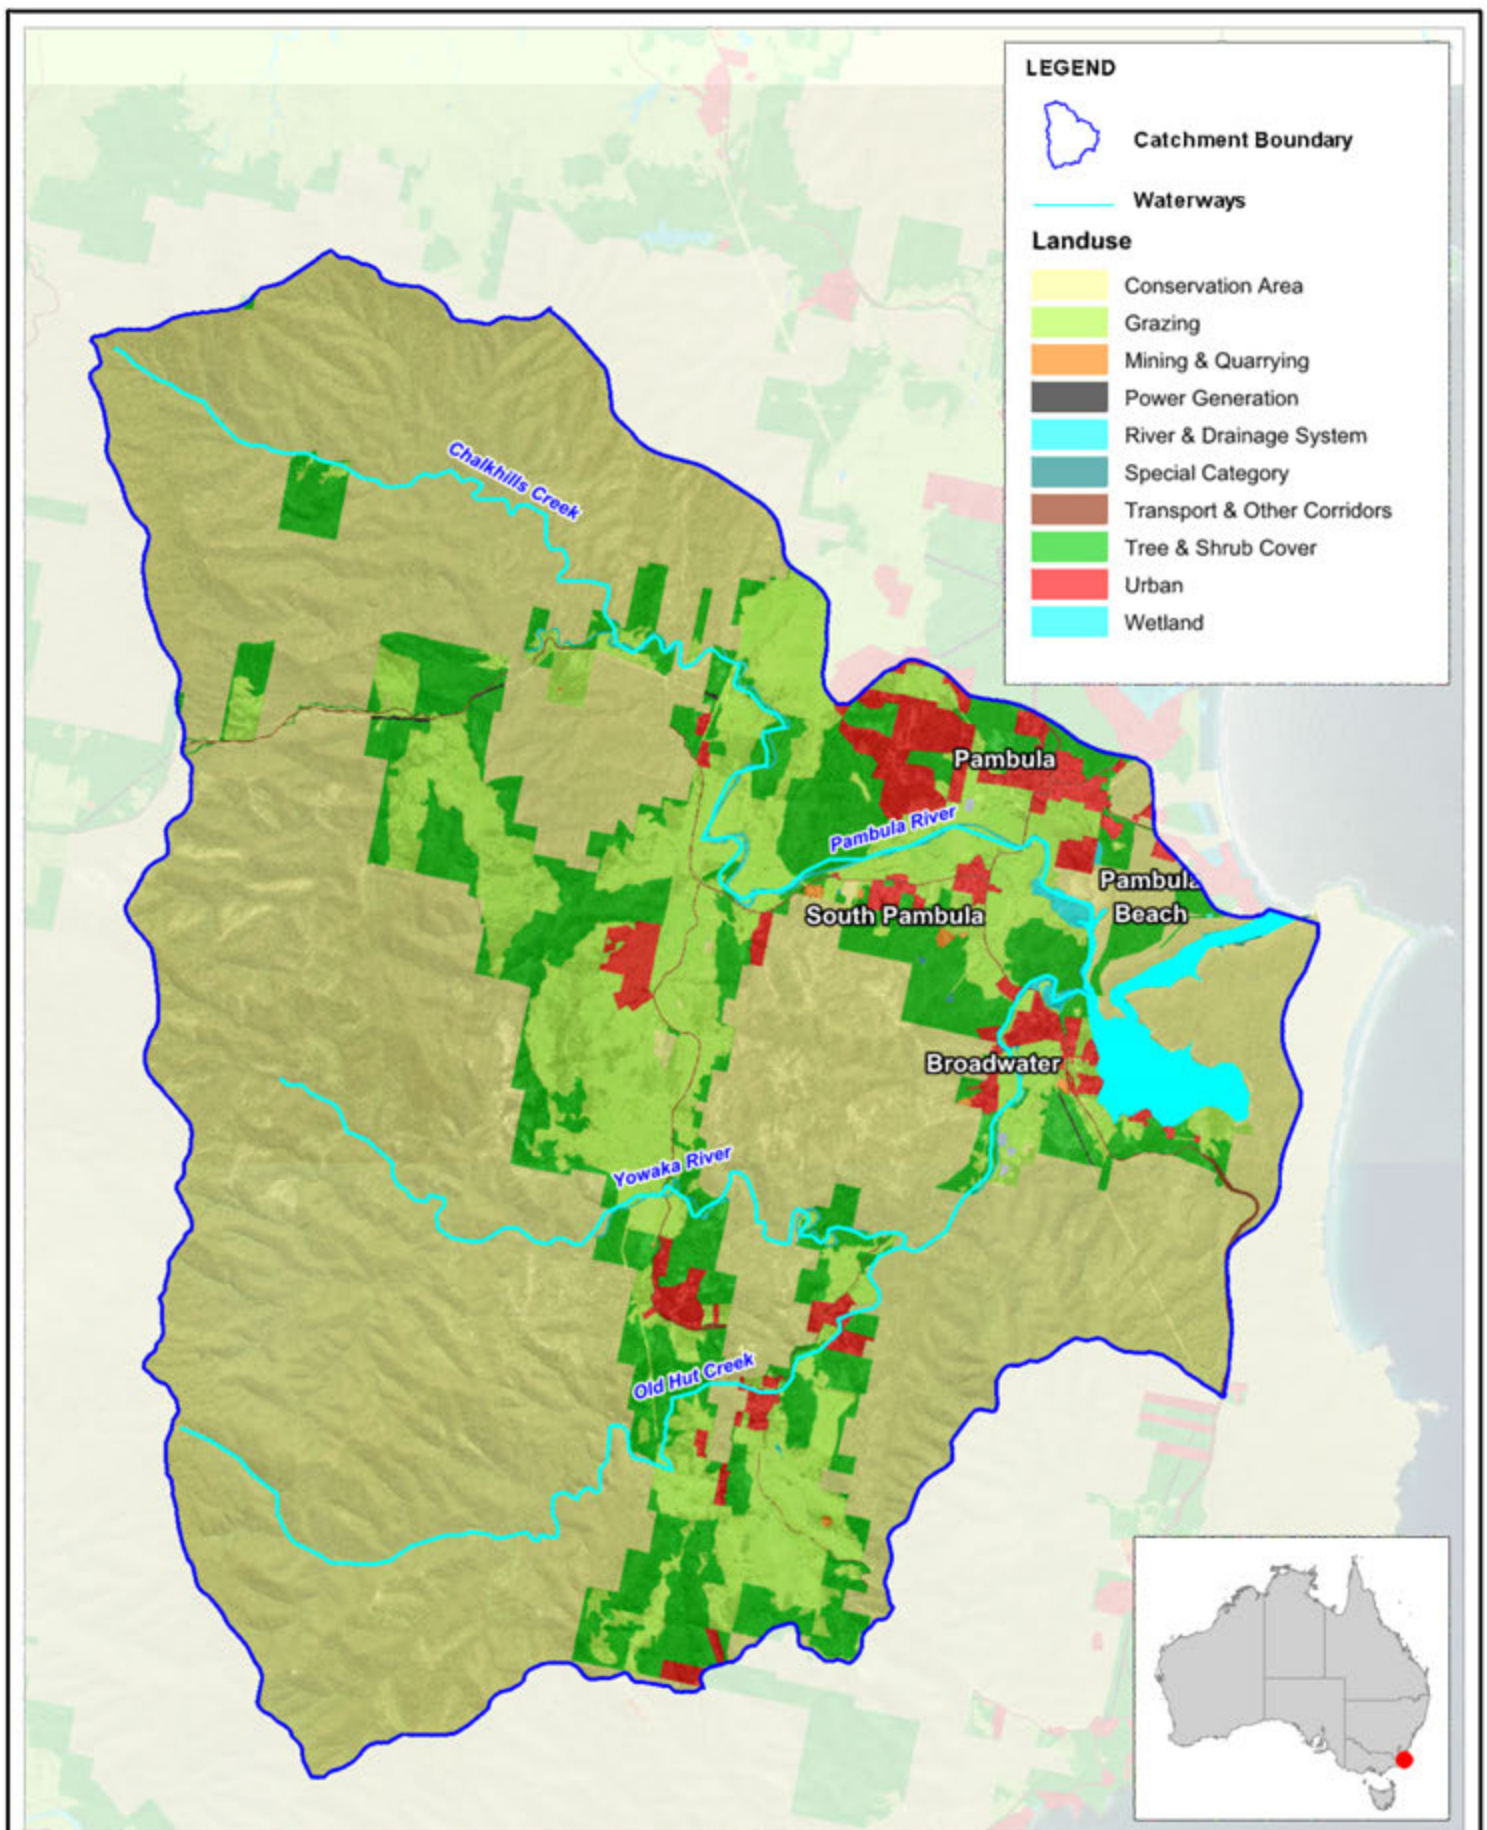 LEGEND
Catchment Boundary
Waterways
Landuse
Conservation Area
Grazing
Mining & Quarrying
Power Generation
River & Drainage System
Special Category
Transport & Other Corridors
Tree & Shrub Cover
Urban
Wetland
Chalkhills Creek
Pambula
Pambula River
Pambula
Beach
South Pambula
Broadwater
Yowaka River
Old Hut Creek